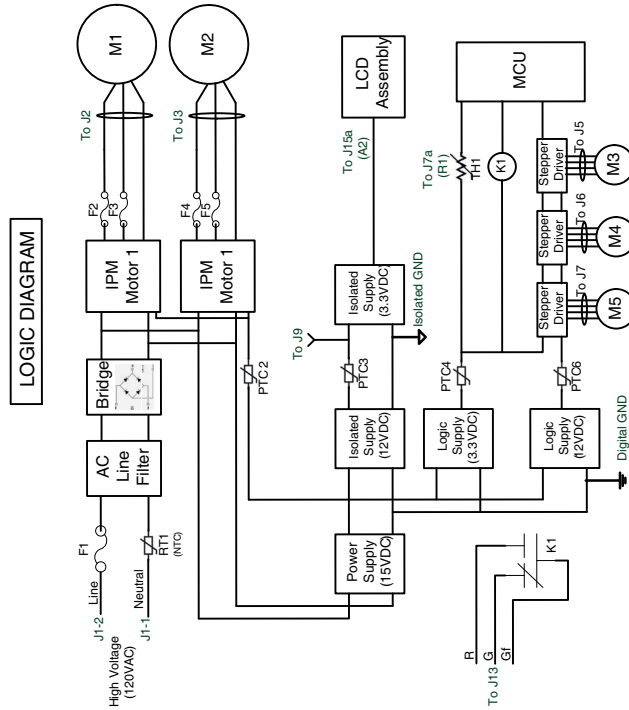 LOGIC DIAGRAM
High Voltage
(120VAC)
J1-2
Line
F1
J1-1
Neutral
RT1
(NTC)
AC
Line
Filter
Bridge
IPM
Motor 1
F2
F3
To J2
M1
IPM
Motor 1
F4
F5
To J3
M2
PTC 2
Power
Supply
(15VDC)
Isolated
Supply
(12VDC)
PTC3
To J9
Isolated
Supply
(3.3VDC)
Isolated GND
To J15a
(A2)
LCD
Assembly
Logic
Supply
(3.3VDC)
PTC4
To J7a
(R1)
TH1
K1
MCU
Logic
Supply
(12VDC)
PTC6
Digital GND
Stepper
Driver
To J7
M5
Stepper
Driver
To J6
M4
Stepper
Driver
To J5
M3
To J13
R
G
Gf
K1